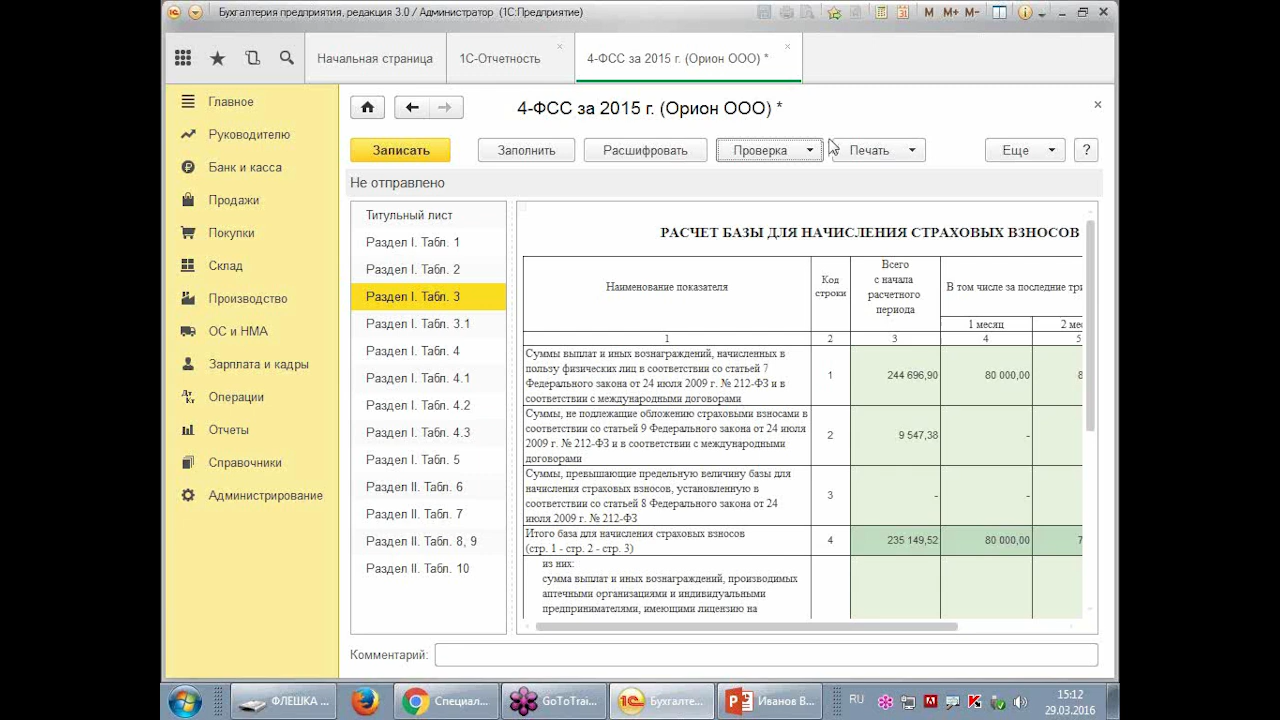 Бухгалтерия предприятия, редакция 3.0 / Администратор (1С:Предприятие)
M M+ M-
Начальная страница
1С-Отчетность
4-ФСС за 2015 г. (Орион ООО) *
Главное
Руководителю
Банк и касса
Продажи
Покупки
Склад
Производство
ОС и НМА
Зарплата и кадры
Операции
Отчеты
Справочники
Администрирование
4-ФСС за 2015 г. (Орион ООО) *
Записать
Заполнить
Расшифровать
Проверка
Печать
Еще
?
Не отправлено
Титульный лист
Раздел I. Табл. 1
Раздел I. Табл. 2
Раздел I. Табл. 3
Раздел I. Табл. 3.1
Раздел I. Табл. 4
Раздел I. Табл. 4.1
Раздел I. Табл. 4.2
Раздел I. Табл. 4.3
Раздел I. Табл. 5
Раздел II. Табл. 6
Раздел II. Табл. 7
Раздел II. Табл. 8, 9
Раздел II. Табл. 10
РАСЧЕТ БАЗЫ ДЛЯ НАЧИСЛЕНИЯ СТРАХОВЫХ ВЗНОСОВ
Наименование показателя
Код
строки
Всего
с начала
расчетного
периода
В том числе за последние три
1 месяц
2 мес
1 2 3 4 5
Суммы выплат и иных вознаграждений, начисленных в
пользу физических лиц в соответствии со статьей 7
Федерального закона от 24 июля 2009 г. № 212-ФЗ и в
соответствии с международными договорами
1 244 696,90 80 000,00 8
Суммы, не подлежащие обложению страховыми взносами в
соответствии со статьей 9 Федерального закона от 24 июля
2009 г. № 212-ФЗ и в соответствии с международными
договорами
2 9 547,38 -
Суммы, превышающие предельную величину базы для
начисления страховых взносов, установленную в
соответствии со статьей 8 Федерального закона от 24
июля 2009 г. № 212-ФЗ
3 - -
Итого база для начисления страховых взносов
(стр. 1 - стр. 2 - стр. 3)
4 235 149,52 80 000,00 7
из них:
сумма выплат и иных вознаграждений, производимых
аптечными организациями и индивидуальными
предпринимателями, имеющими лицензию на
Комментарий:
ФЛЕШКА ...
Специал...
GoToTrai...
Бухгалте...
Иванов В...
RU
15:12
29.03.2016